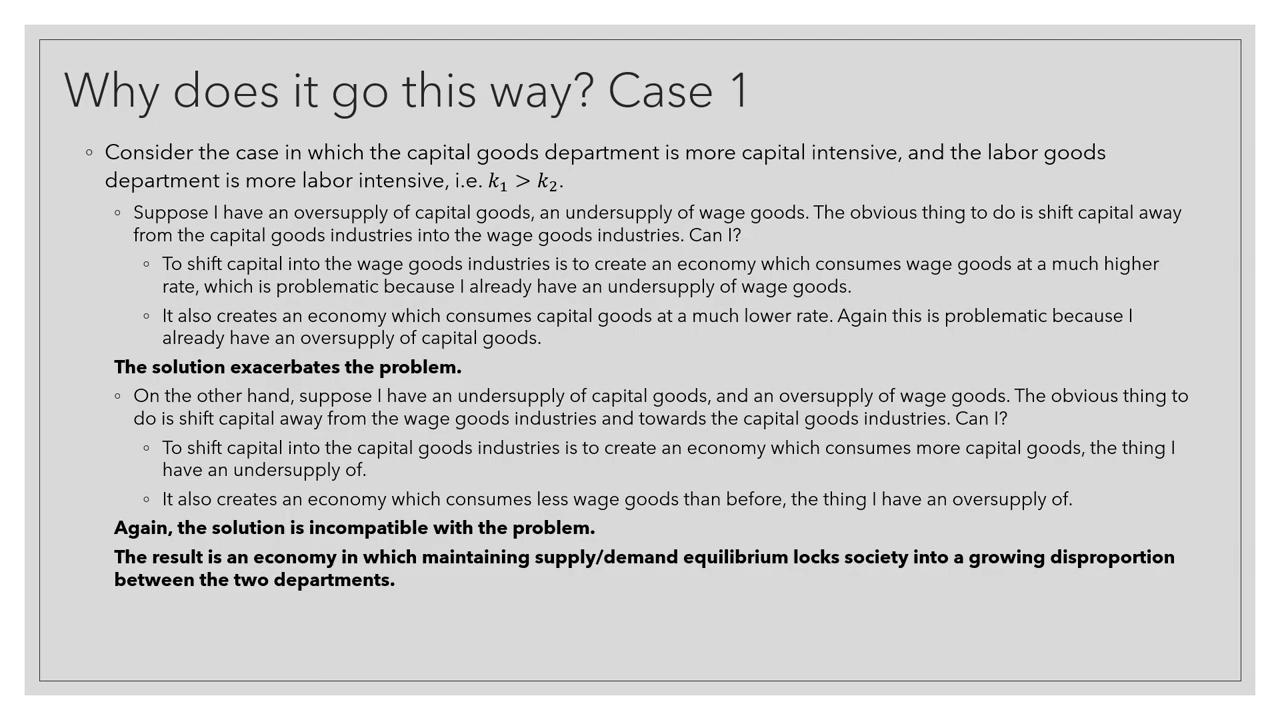 Why does it go this way? Case 1
◦ Consider the case in which the capital goods department is more capital intensive, and the labor goods
department is more labor intensive, i.e. k₁ > k₂.
◦ Suppose I have an oversupply of capital goods, an undersupply of wage goods. The obvious thing to do is shift capital away
from the capital goods industries into the wage goods industries. Can I?
◦ To shift capital into the wage goods industries is to create an economy which consumes wage goods at a much higher
rate, which is problematic because I already have an undersupply of wage goods.
◦ It also creates an economy which consumes capital goods at a much lower rate. Again this is problematic because I
already have an oversupply of capital goods.
The solution exacerbates the problem.
◦ On the other hand, suppose I have an undersupply of capital goods, and an oversupply of wage goods. The obvious thing to
do is shift capital away from the wage goods industries and towards the capital goods industries. Can I?
◦ To shift capital into the capital goods industries is to create an economy which consumes more capital goods, the thing I
have an undersupply of.
◦ It also creates an economy which consumes less wage goods than before, the thing I have an oversupply of.
Again, the solution is incompatible with the problem.
The result is an economy in which maintaining supply/demand equilibrium locks society into a growing disproportion
between the two departments.